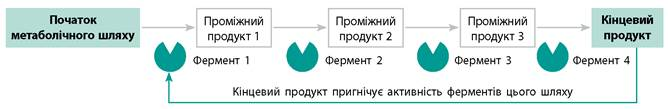 Початок
метаболічного шляху
Проміжний
продукт 1
Проміжний
продукт 2
Проміжний
продукт 3
Кінцевий
продукт
Фермент 1
Фермент 2
Фермент 3
Фермент 4
Кінцевий продукт пригнічує активність ферментів цього шляху